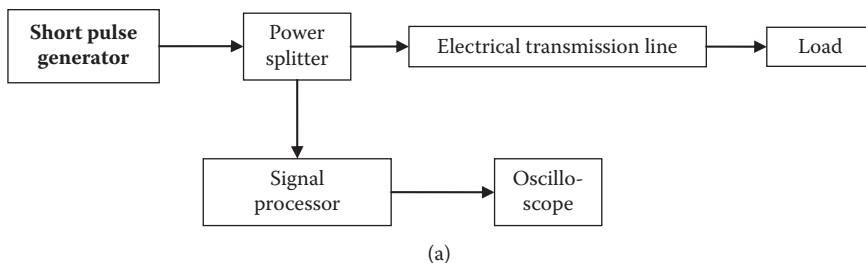 Short pulse
generator
Power
splitter
Electrical transmission line
Load
Signal
processor
Oscillo-
scope
(a)